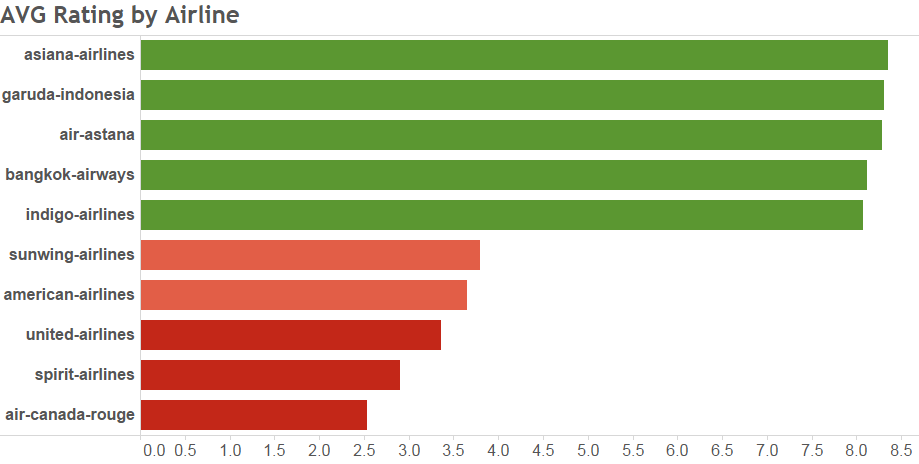 AVG Rating by Airline
asiana-airlines
garuda-indonesia
air-astana
bangkok-airways
indigo-airlines
sunwing-airlines
american-airlines
united-airlines
spirit-airlines
air-canada-rouge
0.0 0.5 1.0 1.5 2.0 2.5 3.0 3.5 4.0 4.5 5.0 5.5 6.0 6.5 7.0 7.5 8.0 8.5